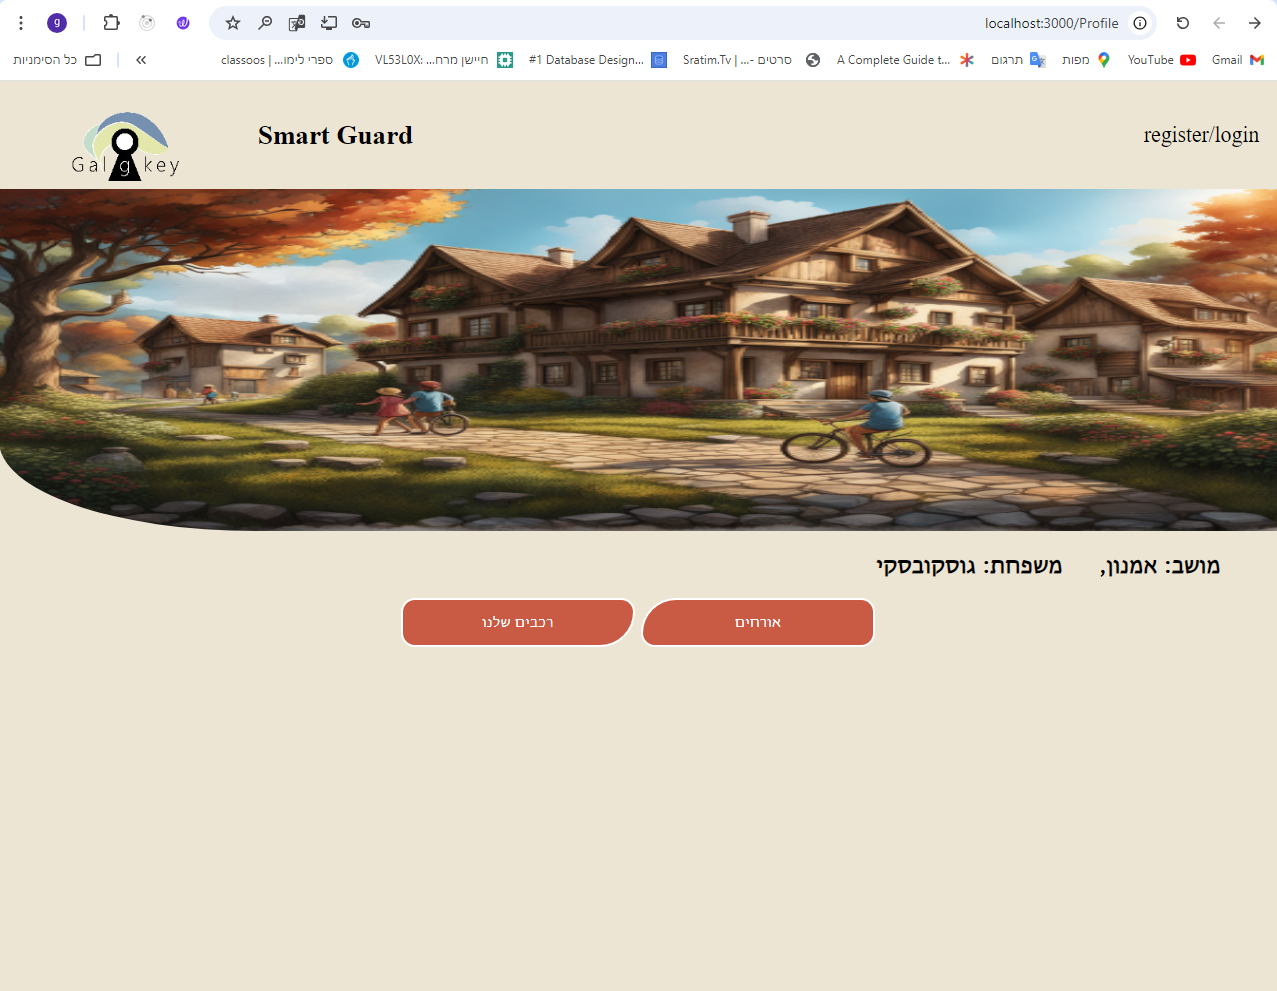 g localhost:3000/Profile
כל הסימניות » ספרי לימו... | classoos חיישן מרח... :VL53L0X #1 Database Design... סרטים -... | Sratim.Tv A Complete Guide t... תרגום מפות YouTube Gmail
Gal g key Smart Guard register/login
מושב: אמנון, משפחת: גוסקובסקי
אורחים רכבים שלנו